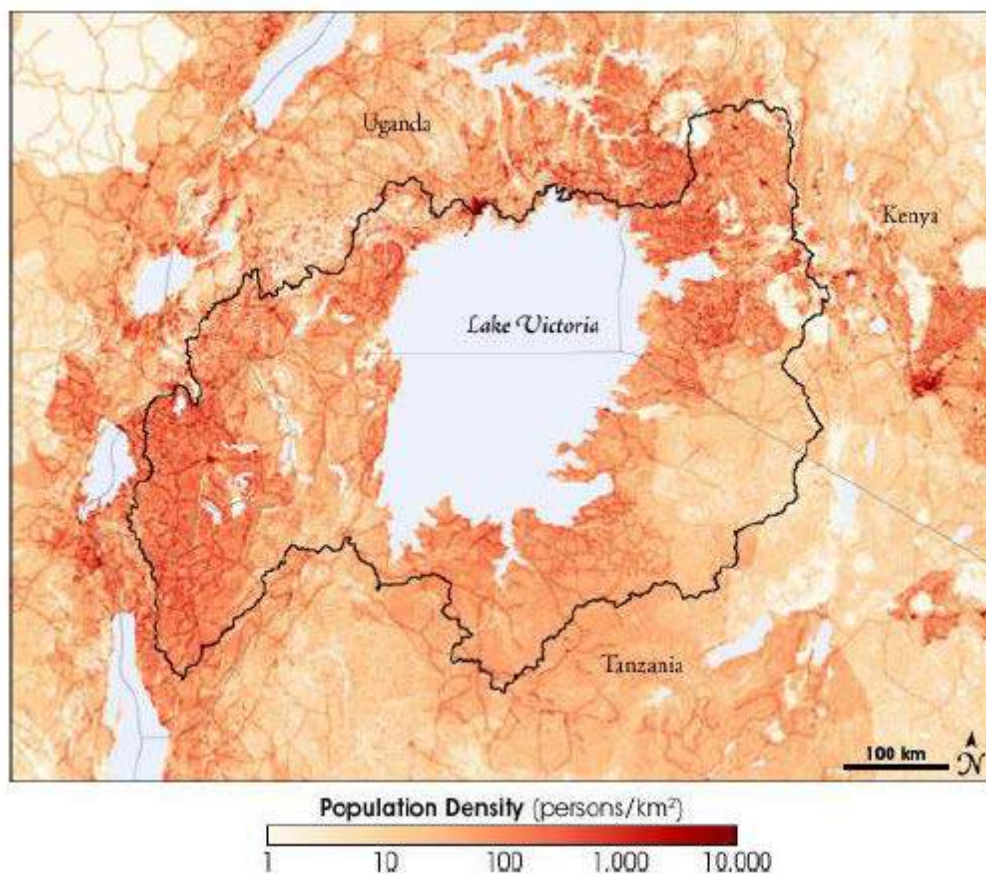 Uganda
Kenya
Lake Victoria
Tanzania
100 km
N
Population Density (persons/km²)
1 10 100 1.000 10.000